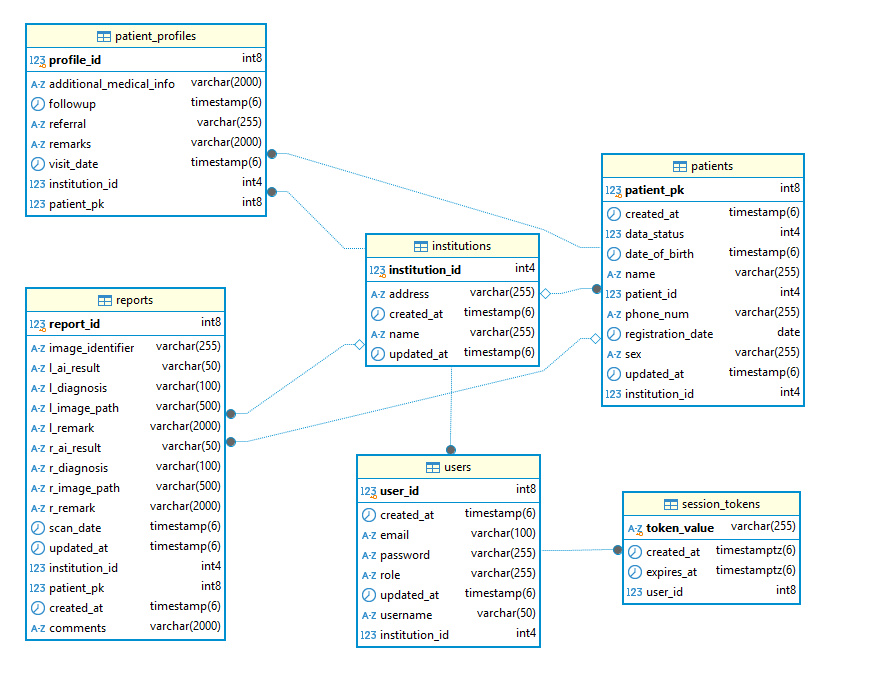 patient_profiles
123 profile_id int8
A-Z additional_medical_info varchar(2000)
followup timestamp(6)
A-Z referral varchar(255)
A-Z remarks varchar(2000)
visit_date timestamp(6)
123 institution_id int4
123 patient_pk int8
patients
123 patient_pk int8
created_at timestamp(6)
123 data_status int4
date_of_birth timestamp(6)
A-Z name varchar(255)
123 patient_id int4
A-Z phone_num varchar(255)
registration_date date
A-Z sex varchar(255)
updated_at timestamp(6)
123 institution_id int4
institutions
123 institution_id int4
A-Z address varchar(255)
created_at timestamp(6)
A-Z name varchar(255)
updated_at timestamp(6)
reports
123 report_id int8
A-Z image_identifier varchar(255)
A-Z l_ai_result varchar(50)
A-Z l_diagnosis varchar(100)
A-Z l_image_path varchar(500)
A-Z l_remark varchar(2000)
A-Z r_ai_result varchar(50)
A-Z r_diagnosis varchar(100)
A-Z r_image_path varchar(500)
A-Z r_remark varchar(2000)
scan_date timestamp(6)
updated_at timestamp(6)
123 institution_id int4
123 patient_pk int8
created_at timestamp(6)
A-Z comments varchar(2000)
users
123 user_id int8
created_at timestamp(6)
A-Z email varchar(100)
A-Z password varchar(255)
A-Z role varchar(255)
updated_at timestamp(6)
A-Z username varchar(50)
123 institution_id int4
session_tokens
A-Z token_value varchar(255)
created_at timestamptz(6)
expires_at timestamptz(6)
123 user_id int8